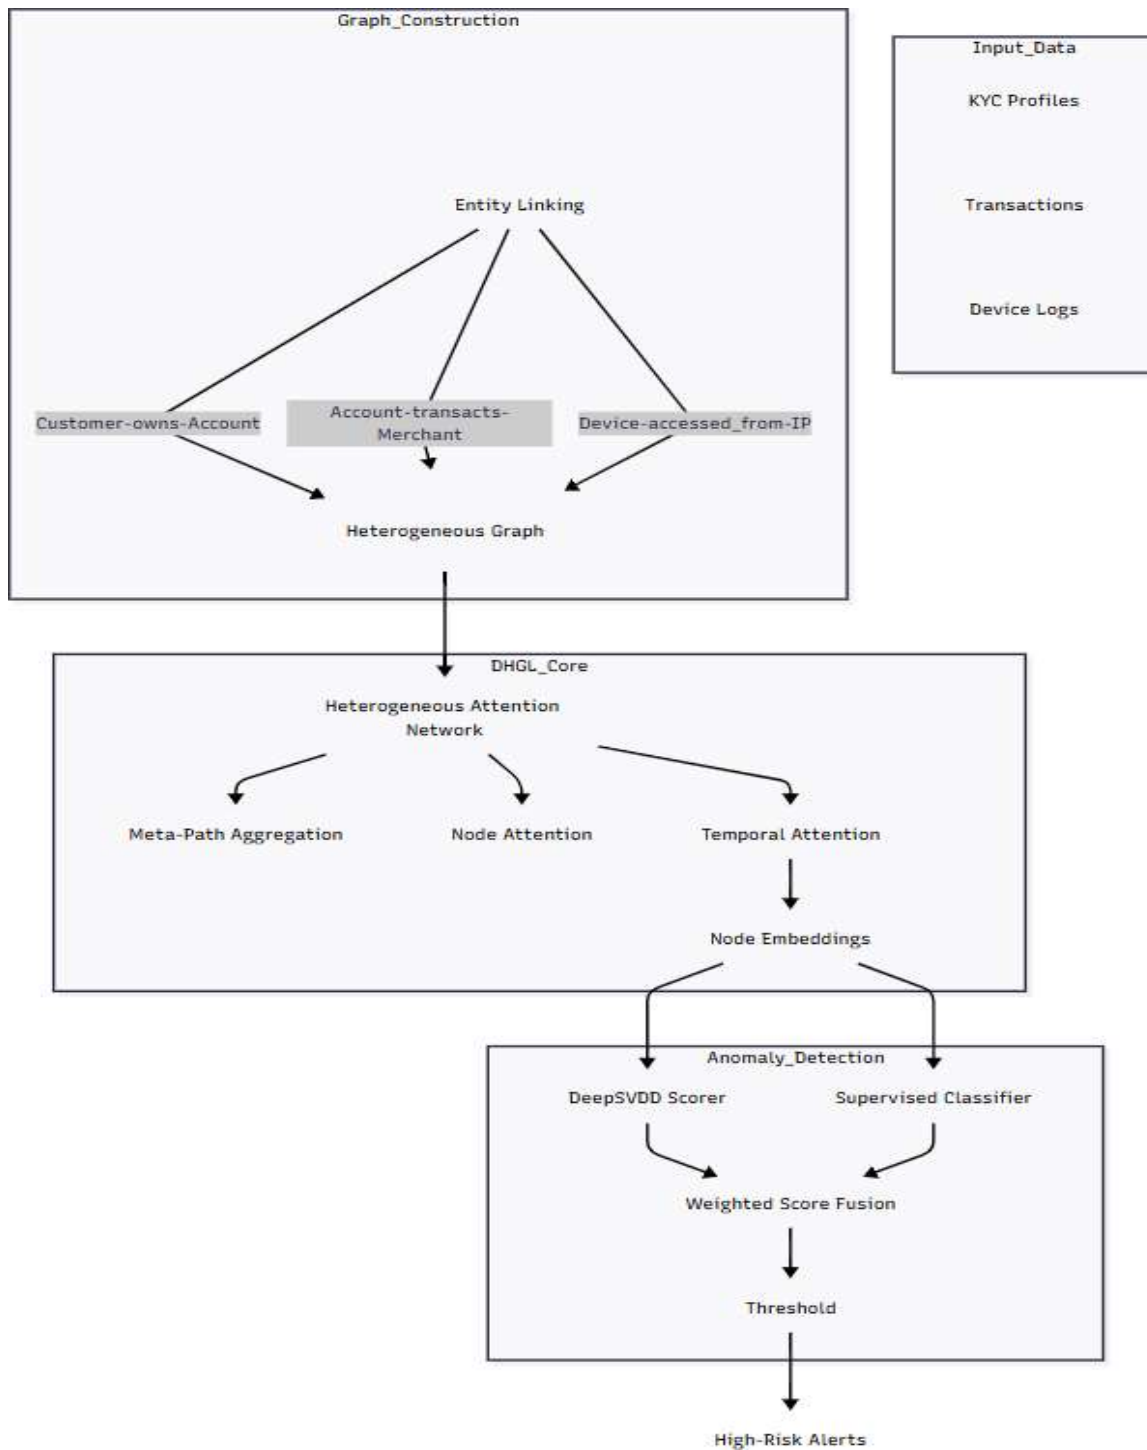 Graph_Construction
Entity Linking
Customer-owns-Account
Account-transacts-
Merchant
Device-accessed_from-IP
Heterogeneous Graph
Input_Data
KYC Profiles
Transactions
Device Logs
DHGL_Core
Heterogeneous Attention
Network
Meta-Path Aggregation
Node Attention
Temporal Attention
Node Embeddings
Anomaly_Detection
DeepSVDD Scorer
Supervised Classifier
Weighted Score Fusion
Threshold
High-Risk Alerts